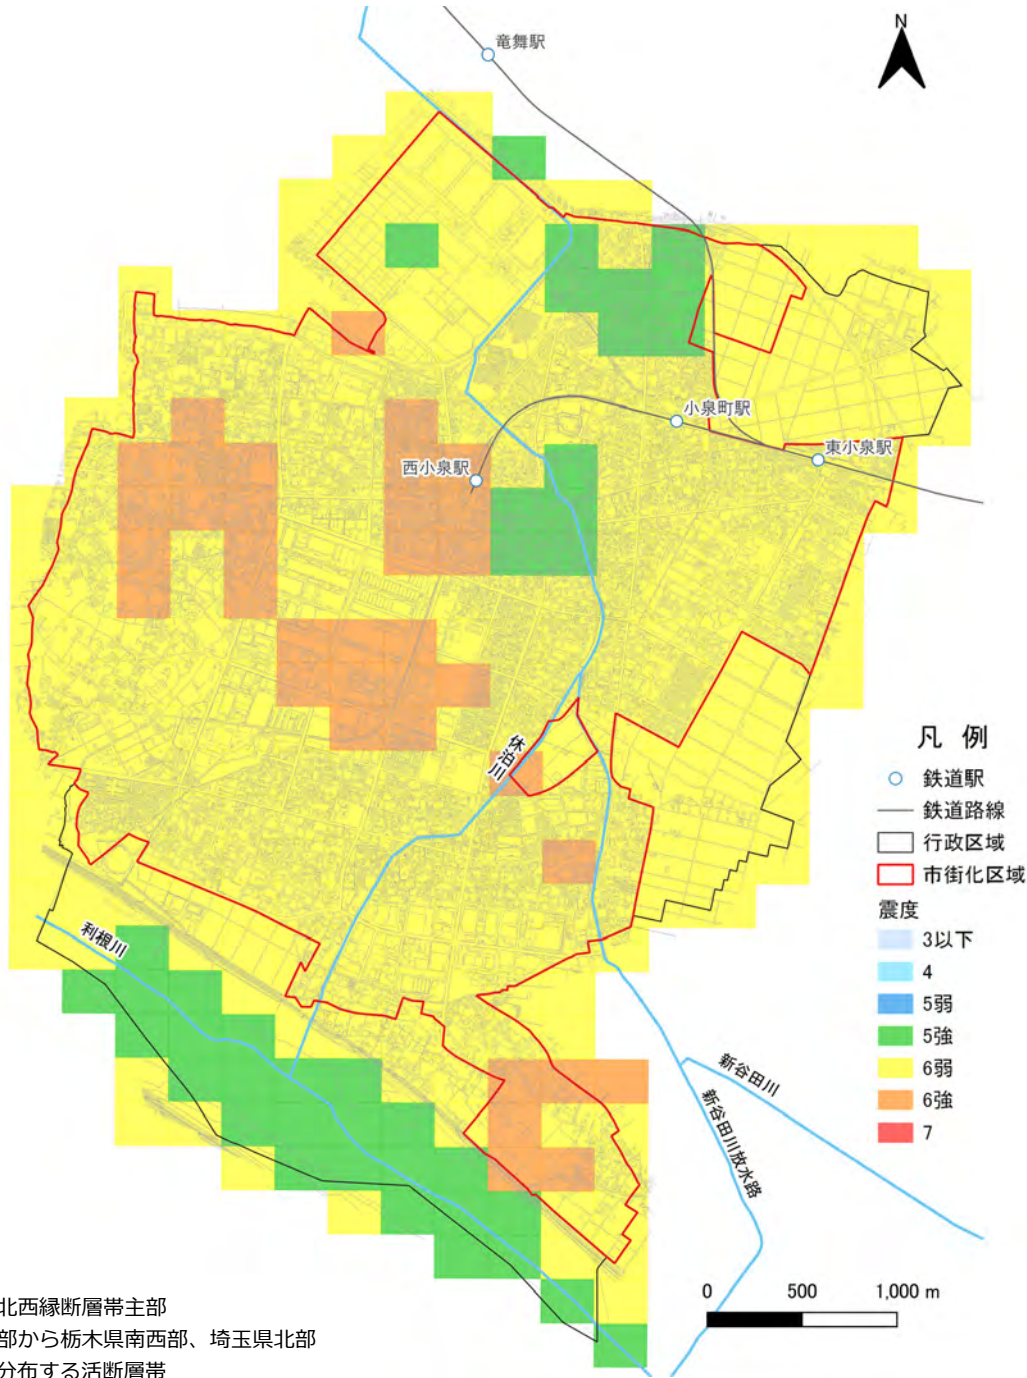 竜舞駅
N
小泉町駅
西小泉駅
東小泉駅
休泊川
利根川
新谷田川
新谷田川放水路
凡 例
鉄道駅
鉄道路線
行政区域
市街化区域
震度
3以下
4
5弱
5強
6弱
6強
7
0 500 1,000 m
北西縁断層帯主部
部から栃木県南西部、埼玉県北部
分布する活断層帯